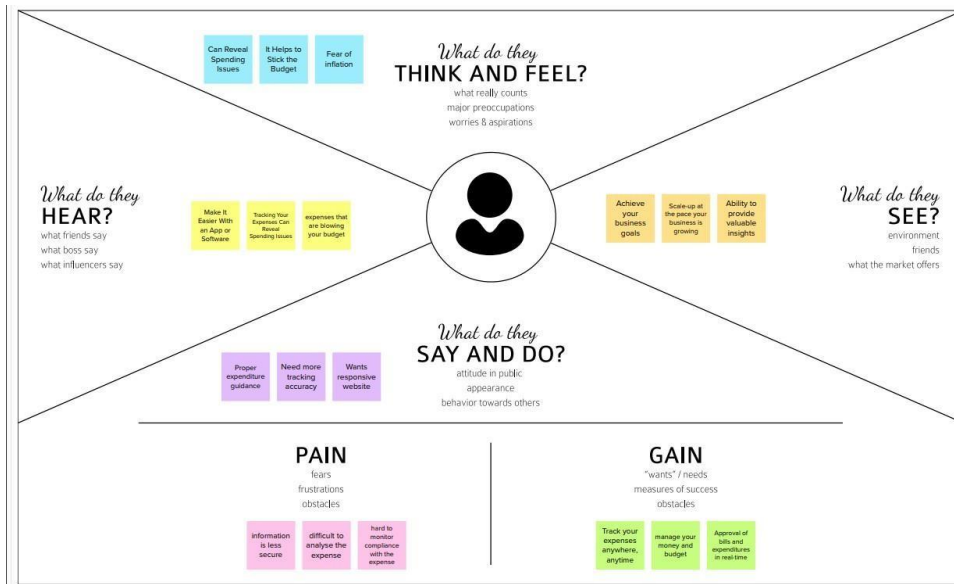 Can Reveal
Spending
Issues
It Helps to
Stick the
Budget
Fear of
inflation
What do they
THINK AND FEEL?
what really counts
major preoccupations
worries & aspirations
What do they
HEAR?
what friends say
what boss say
what influencers say
Make It
Easier With
an App or
Software
Tracking Your
Expenses Can
Reveal
Spending Issues
expenses that
are blowing
your budget
Achieve
your
business
goals
Scale-up at
the pace your
business is
growing
Ability to
provide
valuable
insights
What do they
SEE?
environment
friends
what the market offers
What do they
SAY AND DO?
attitude in public
appearance
behavior towards others
Proper
expenditure
guidance
Need more
tracking
accuracy
Wants
responsive
website
PAIN
fears
frustrations
obstacles
information
is less
secure
difficult to
analyse the
expense
hard to
monitor
compliance
with the
expense
GAIN
"wants" / needs
measures of success
obstacles
Track your
expenses
anywhere,
anytime
manage your
money and
budget
Approval of
bills and
expenditures
in real-time